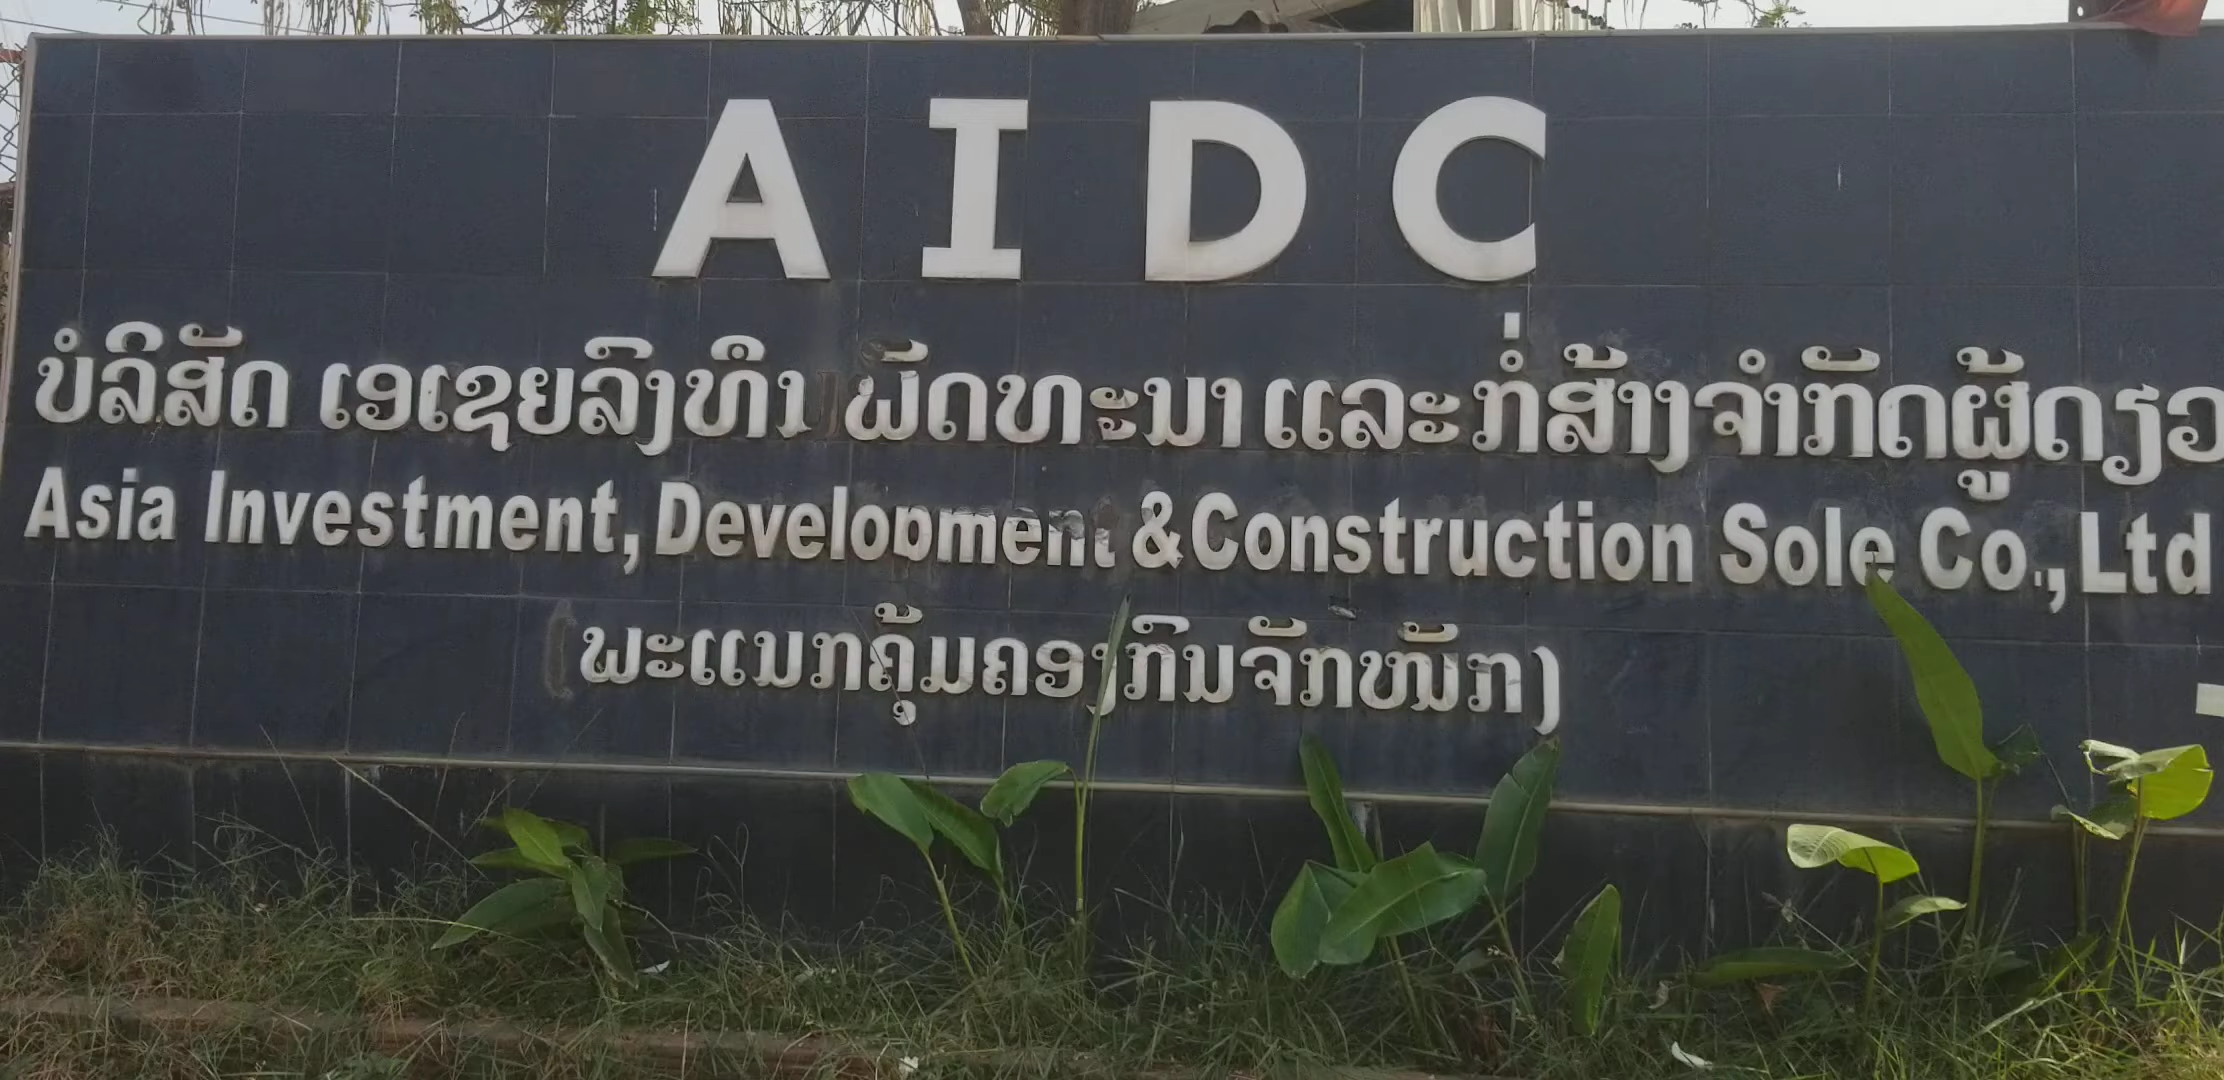 AIDC
ບໍລິສັດ ເອເຊຍລົງທຶນ ພັດທະນາ ແລະກໍ່ສ້າງຈໍາກັດຜູ້ດຽວ
Asia Investment, Development &Construction Sole Co.,Ltd
(ພະແນກຄຸ້ມຄອງກົນຈັກໜັກ)